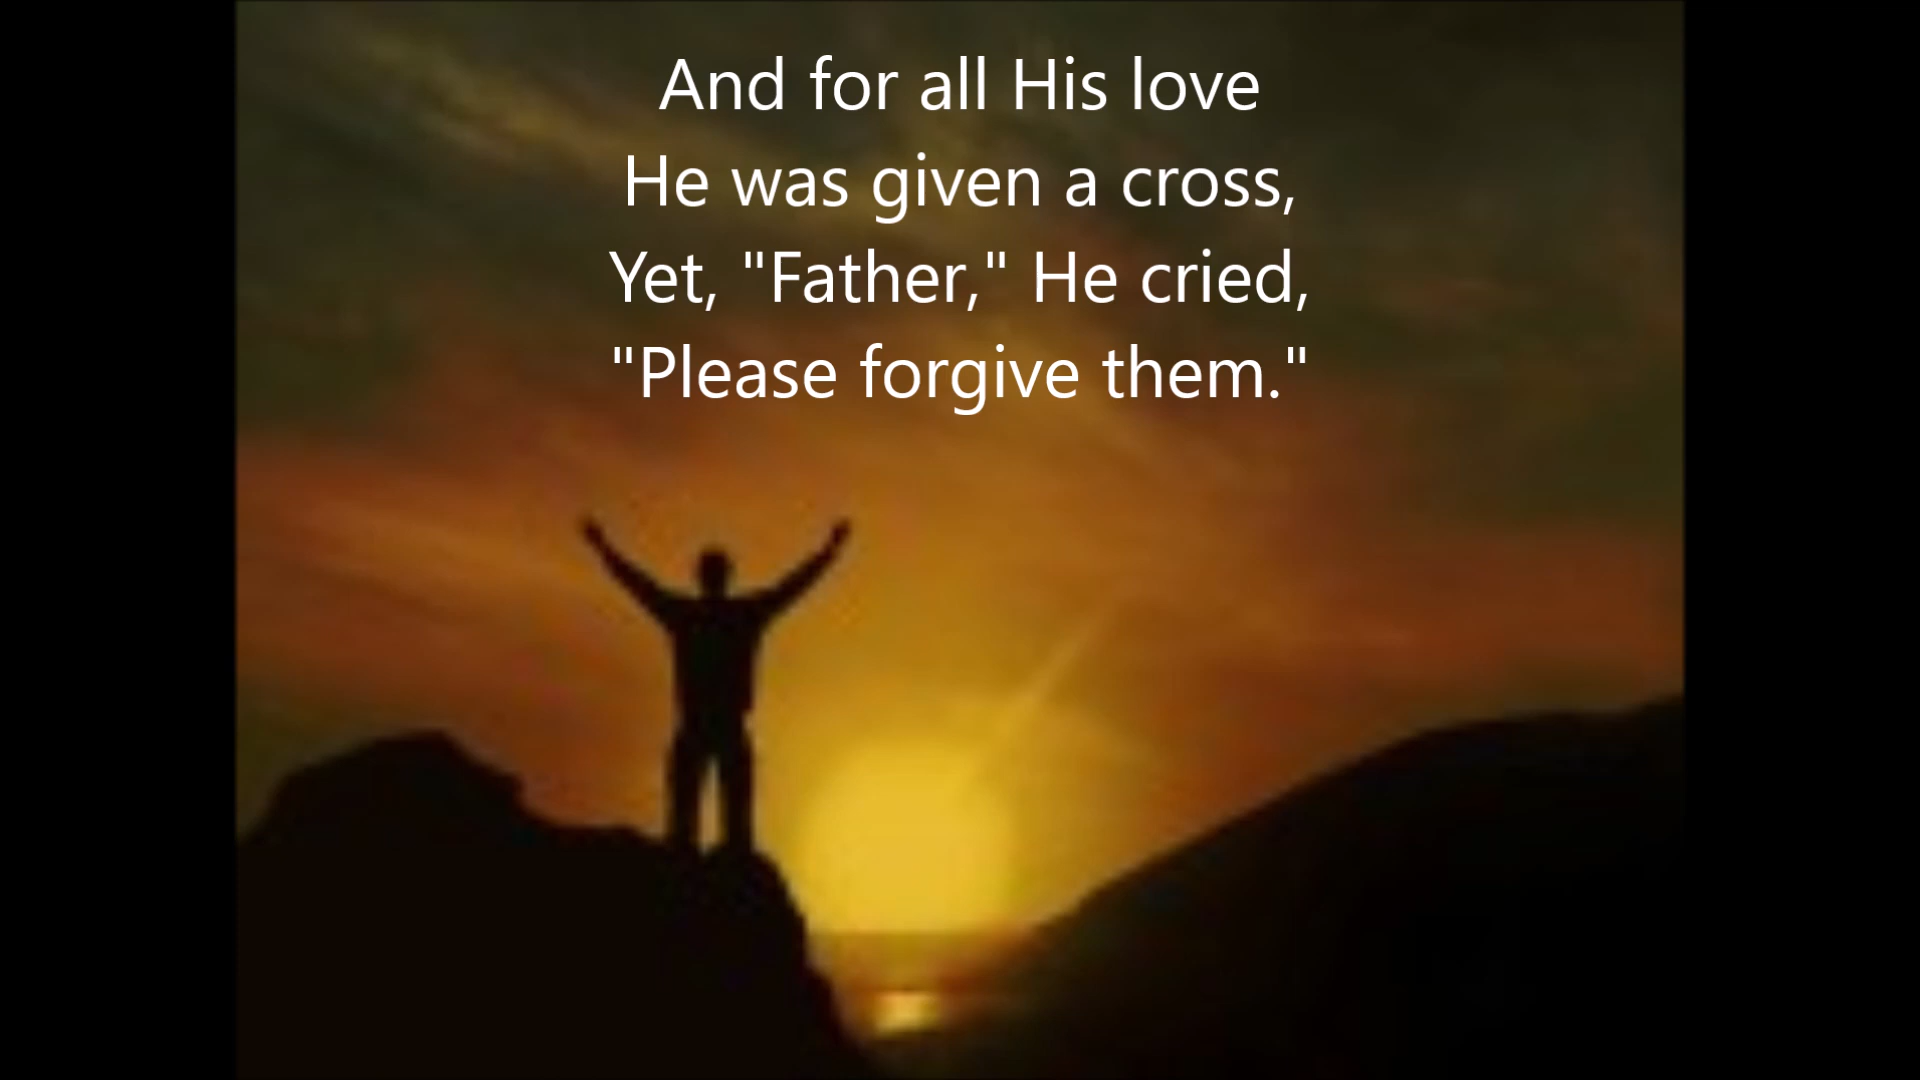 And for all His love
He was given a cross,
Yet, "Father," He cried,
"Please forgive them."